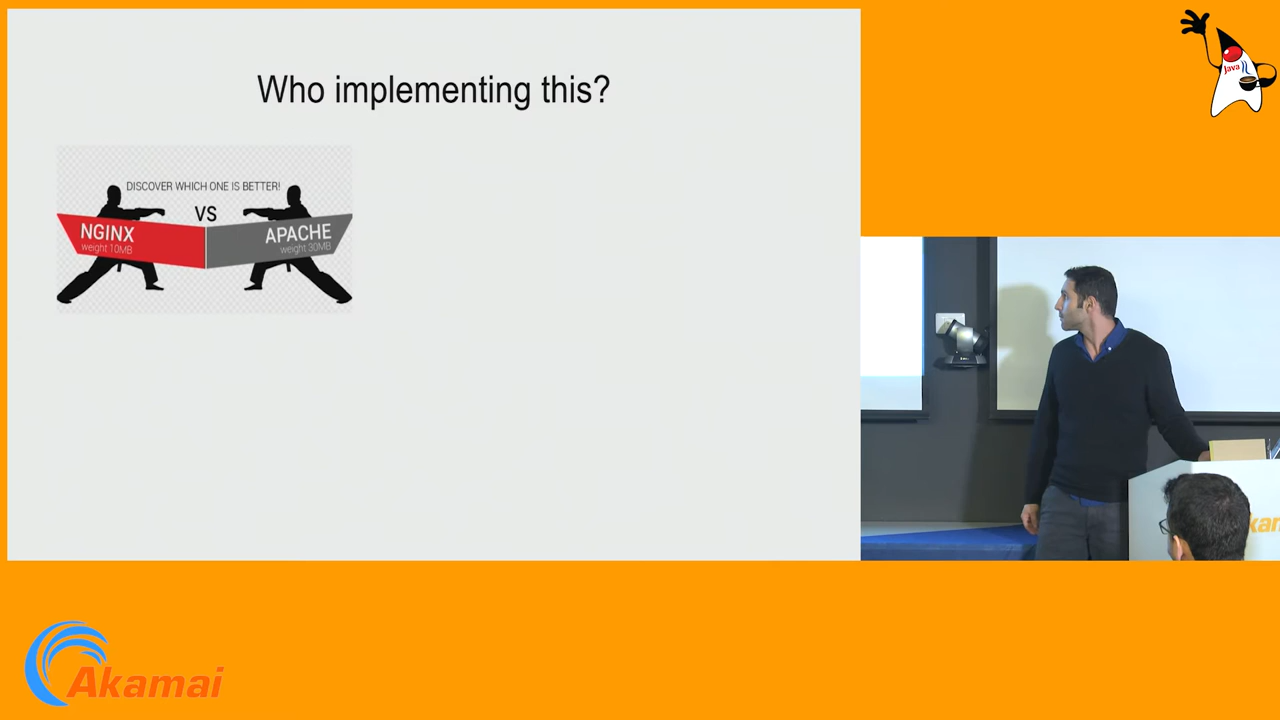 Who implementing this?
DISCOVER WHICH ONE IS BETTER!
VS
NGINX
weight 10MB
APACHE
weight 30MB
Java
Akamai